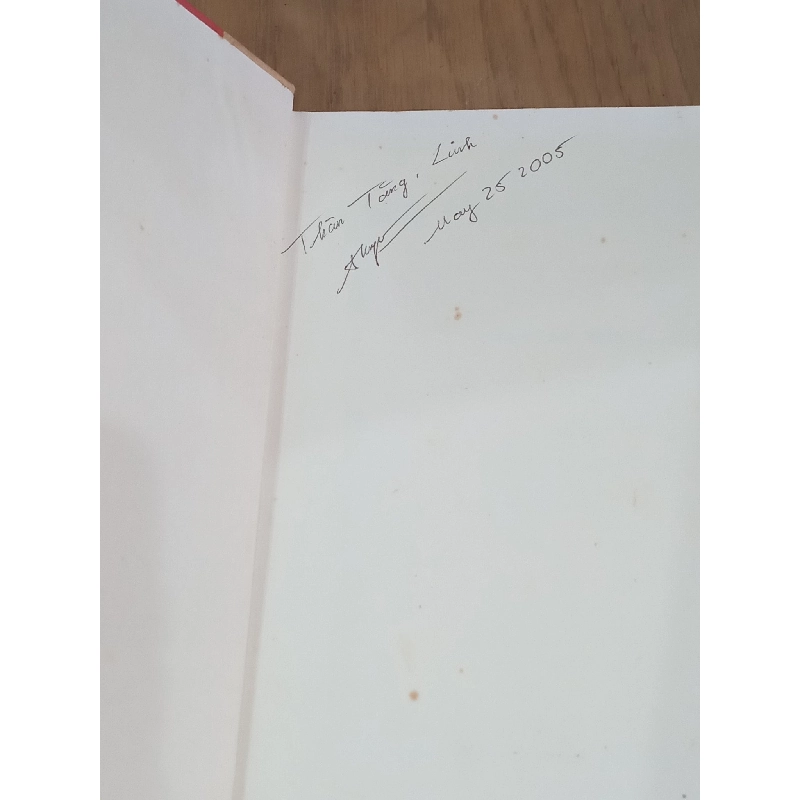 Thân Tặng, Linh
May 25 2005